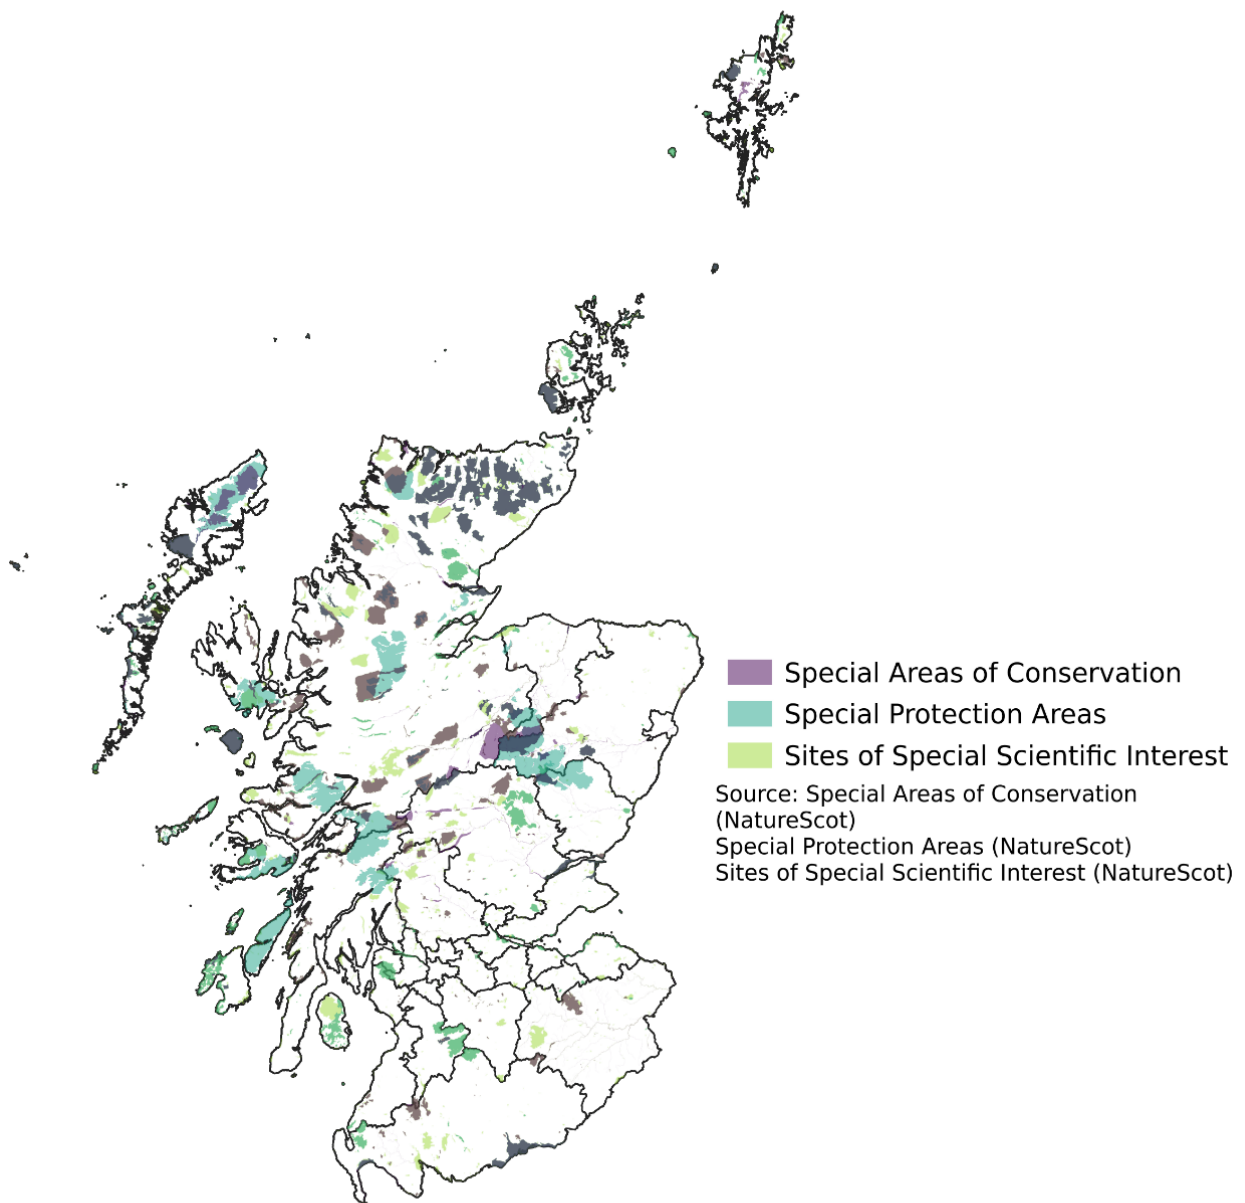 Special Areas of Conservation
Special Protection Areas
Sites of Special Scientific Interest
Source: Special Areas of Conservation
(NatureScot)
Special Protection Areas (NatureScot)
Sites of Special Scientific Interest (NatureScot)